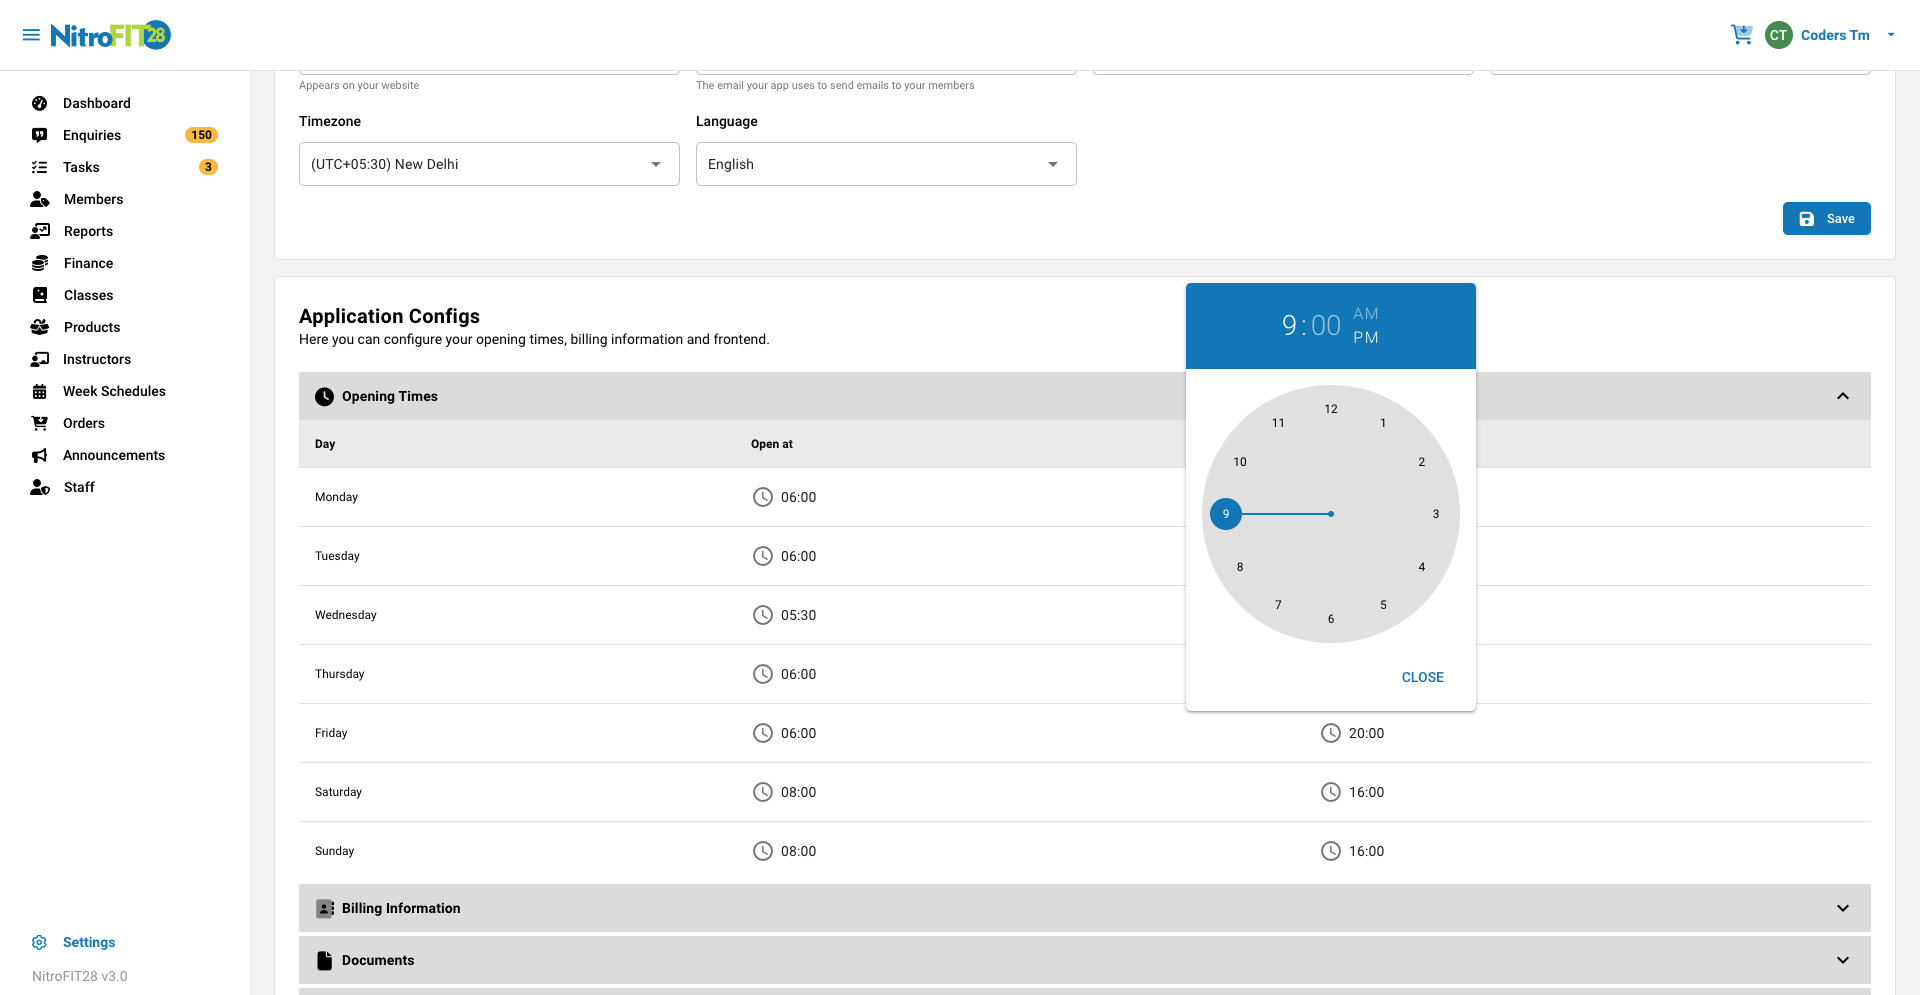 NitroFIT28
CT Coders Tm
Dashboard
Enquiries 150
Tasks 3
Members
Reports
Finance
Classes
Products
Instructors
Week Schedules
Orders
Announcements
Staff
Settings
NitroFIT28 v3.0
Appears on your website
The email your app uses to send emails to your members
Timezone
Language
(UTC+05:30) New Delhi
English
Save
Application Configs
Here you can configure your opening times, billing information and frontend.
Opening Times
Day Open at
Monday 06:00
Tuesday 06:00
Wednesday 05:30
Thursday 06:00
Friday 06:00 20:00
Saturday 08:00 16:00
Sunday 08:00 16:00
Billing Information
Documents
9:00 AM
PM
12
11 1
10 2
9 3
8 4
7 5
6
CLOSE